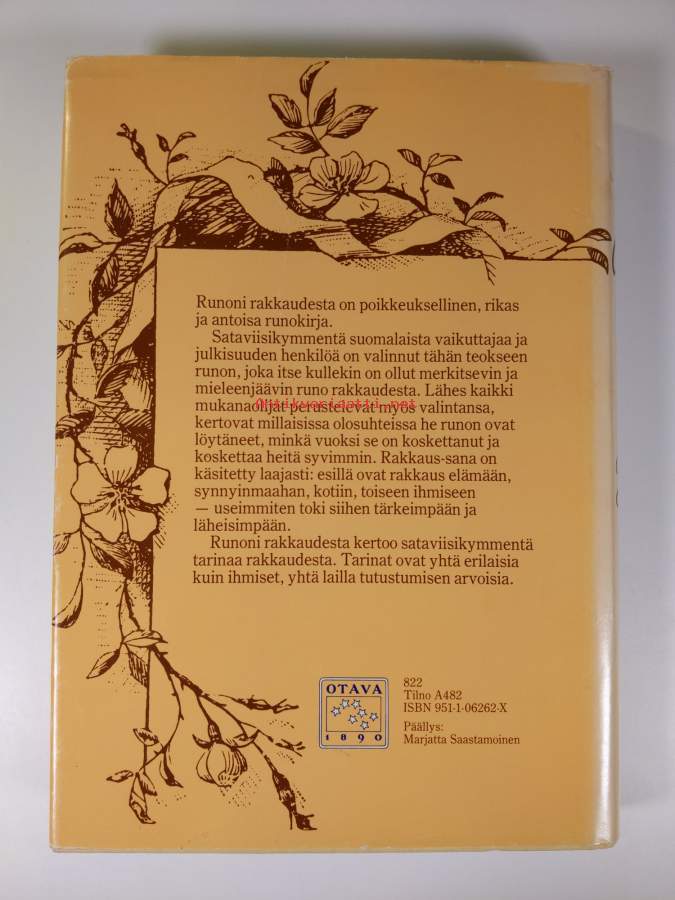 Runoni rakkaudesta on poikkeuksellinen, rikas
ja antoisa runokirja.
Sataviisikymmentä suomalaista vaikuttajaa ja
julkisuuden henkilöä on valinnut tähän teokseen
runon, joka itse kullekin on ollut merkitsevin ja
mieleenjäävin runo rakkaudesta. Lähes kaikki
mukanaolijat perustelevat myös valintansa,
Antikvariaatti.net
kertovat millaisissa olosuhteissa he runon ovat
löytäneet, minkä vuoksi se on koskettanut ja
koskettaa heitä syvimmin. Rakkaus-sana on
käsitetty laajasti: esillä ovat rakkaus elämään,
synnyinmaahan, kotiin, toiseen ihmiseen
— useimmiten toki siihen tärkeimpään ja
läheisimpään.
Runoni rakkaudesta kertoo sataviisikymmentä
tarinaa rakkaudesta. Tarinat ovat yhtä erilaisia
kuin ihmiset, yhtä lailla tutustumisen arvoisia.
OTAVA
1890
822
Tilno A482
ISBN 951-1-06262-X
Päällys:
Marjatta Saastamoinen